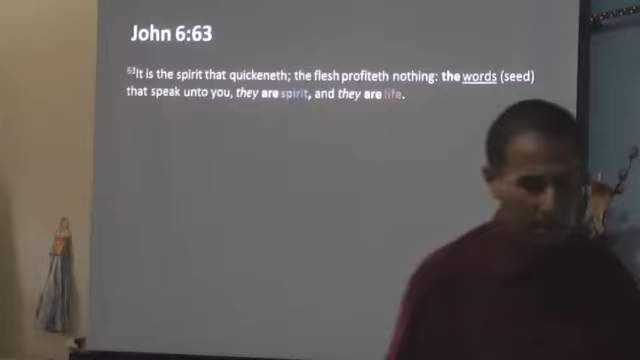 John 6:63
63It is the spirit that quickeneth; the flesh profiteth nothing: the words (seed)
that speak unto you, they are spirit, and they are life.